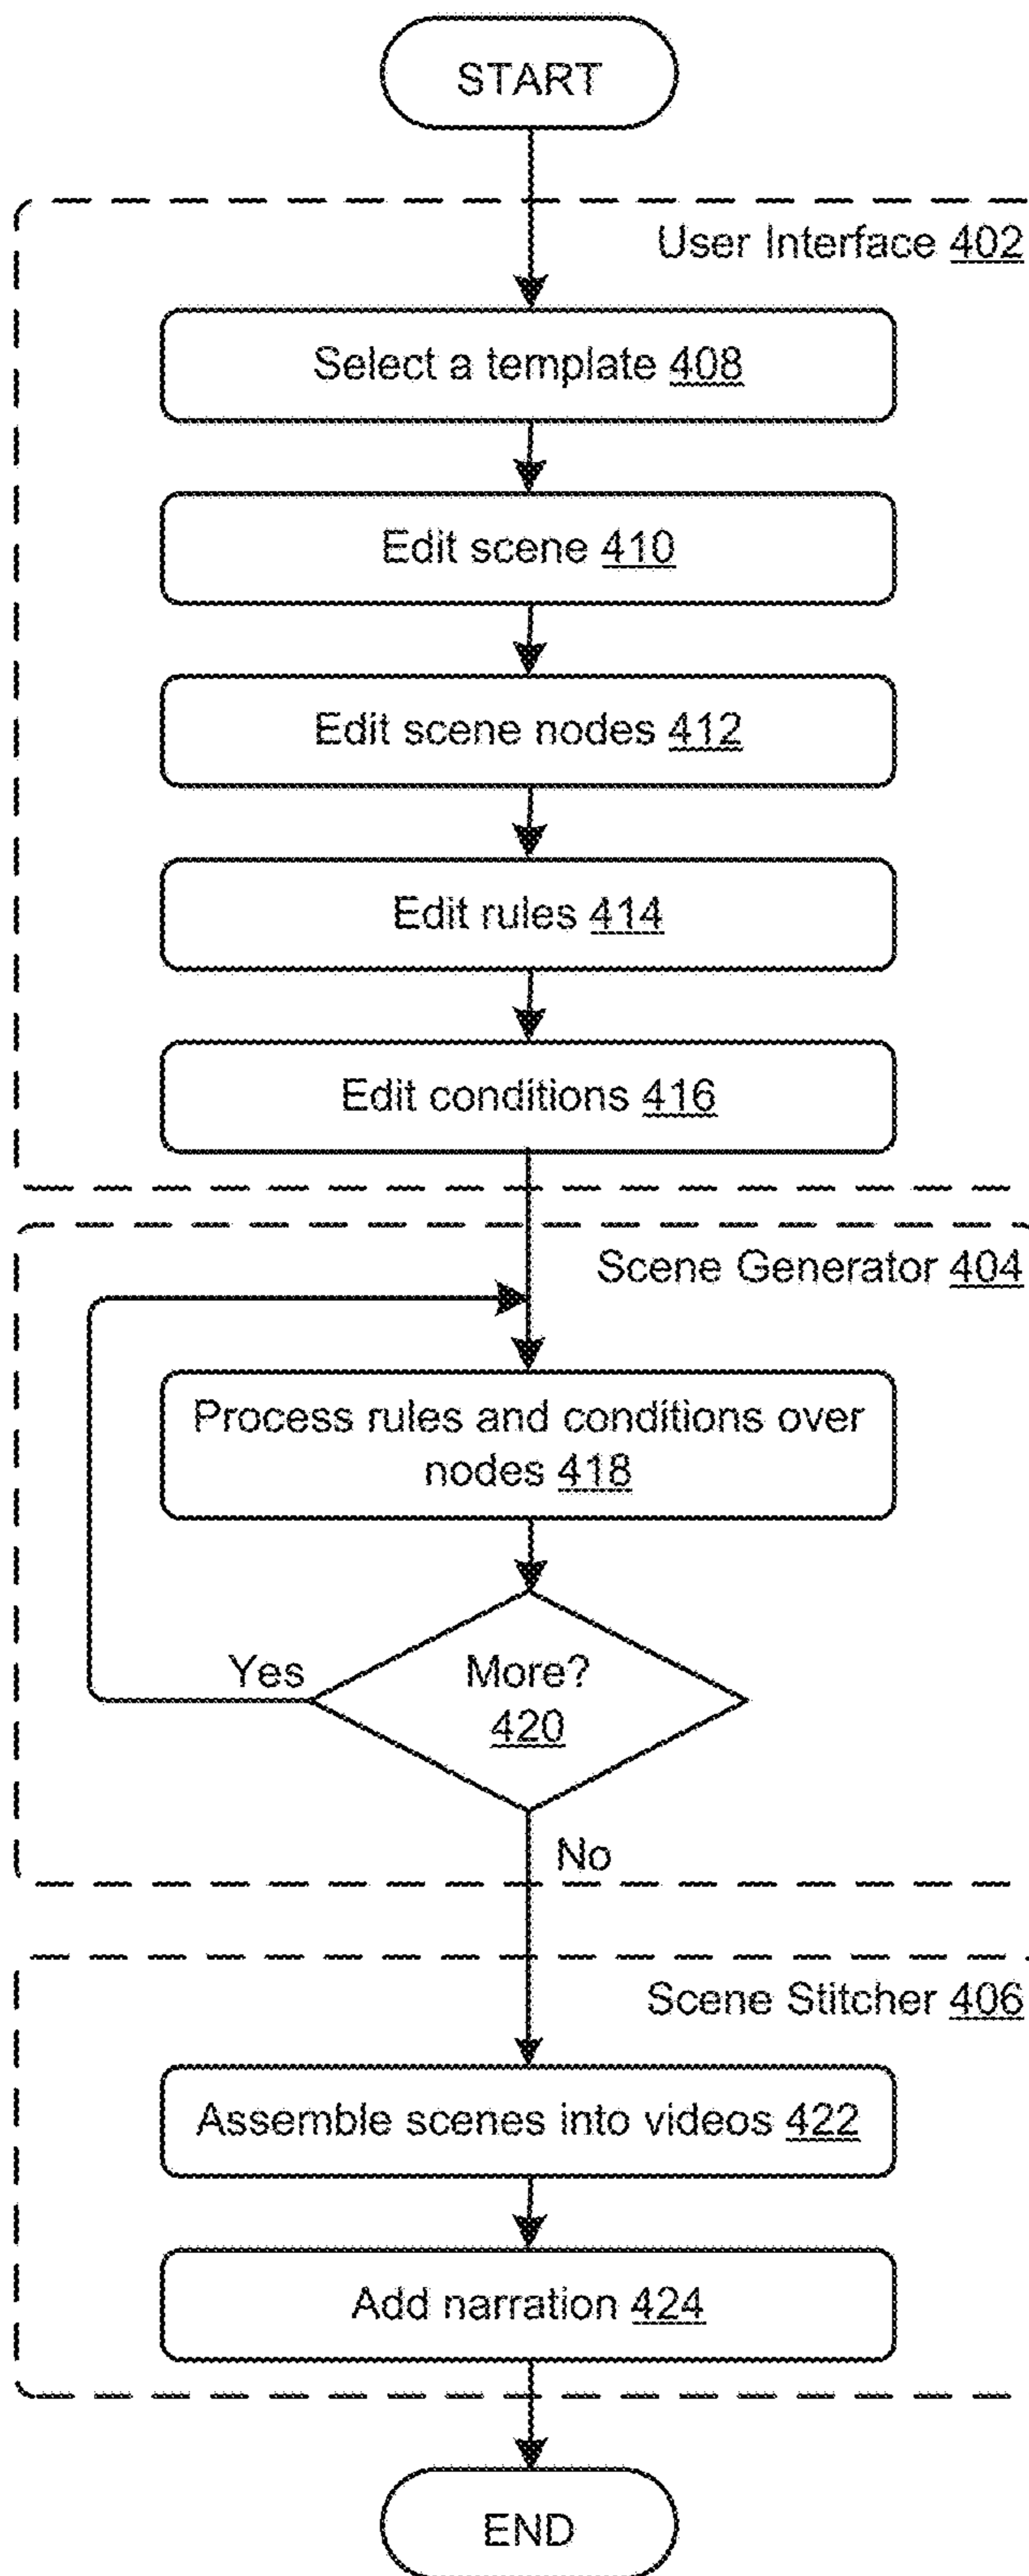 START
User Interface 402
Select a template 408
Edit scene 410
Edit scene nodes 412
Edit rules 414
Edit conditions 416
Scene Generator 404
Process rules and conditions over
nodes 418
Yes
More?
420
No
Scene Stitcher 406
Assemble scenes into videos 422
Add narration 424
END